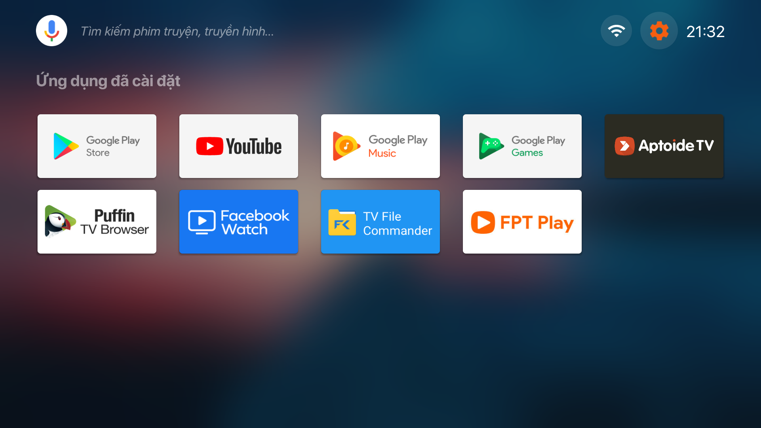 Tìm kiếm phim truyện, truyền hình...
21:32
Ứng dụng đã cài đặt
Google Play
Store
YouTube
Google Play
Music
Google Play
Games
Aptoide TV
Puffin
TV Browser
Facebook
Watch
TV File
Commander
FPT Play